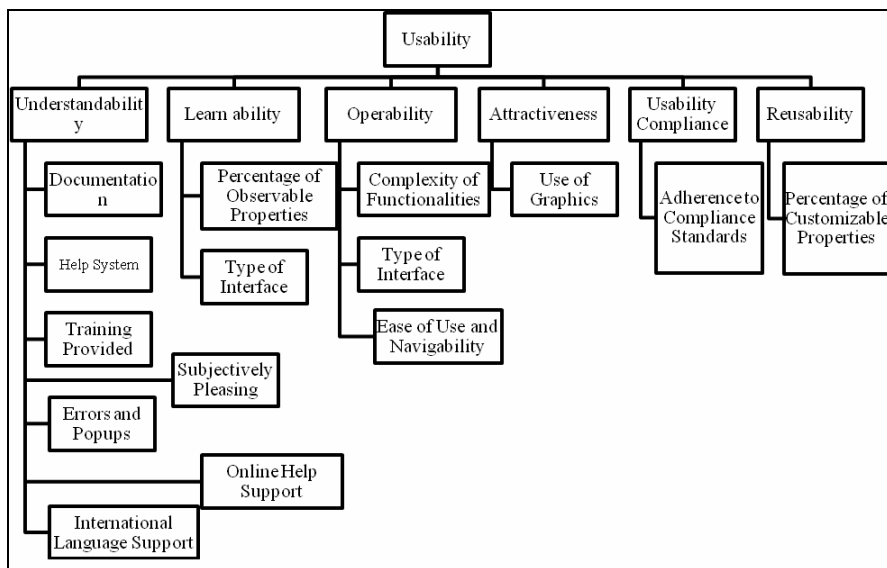 Usability
Understandabilit
y
Learn ability
Operability
Attractiveness
Usability
Compliance
Reusability
Documentatio
n
Help System
Training
Provided
Subjectively
Pleasing
Errors and
Popups
Online Help
Support
International
Language Support
Percentage of
Observable
Properties
Type of
Interface
Complexity of
Functionalities
Type of
Interface
Ease of Use and
Navigability
Use of
Graphics
Adherence to
Compliance
Standards
Percentage of
Customizable
Properties